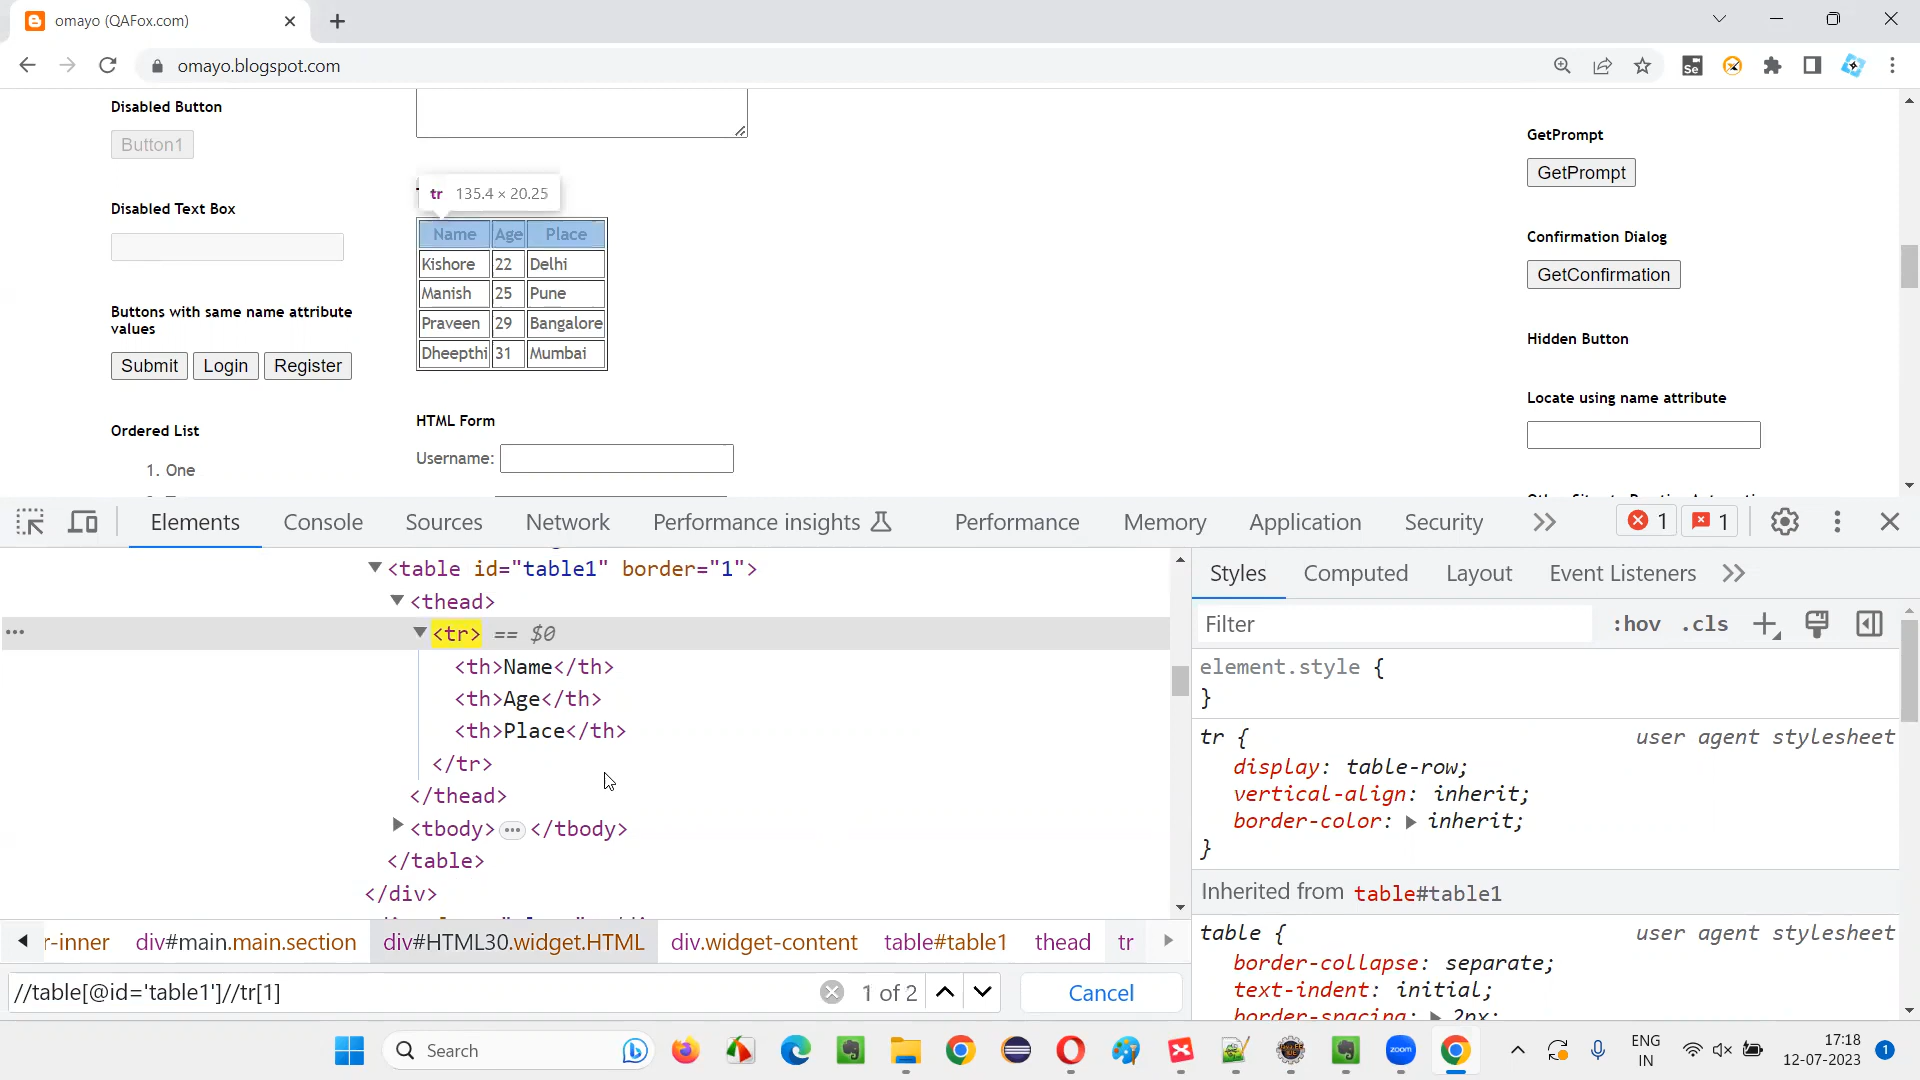 omayo (QAFox.com)
omayo.blogspot.com
Disabled Button
Button1
Disabled Text Box
Buttons with same name attribute
values
Submit Login Register
Ordered List
1. One
tr 135.4 × 20.25
Name Age Place
Kishore 22 Delhi
Manish 25 Pune
Praveen 29 Bangalore
Dheepthi 31 Mumbai
HTML Form
Username:
GetPrompt
GetPrompt
Confirmation Dialog
GetConfirmation
Hidden Button
Locate using name attribute
Elements Console Sources Network Performance insights Performance Memory Application Security 1 1
<table id="table1" border="1">
<thead>
<tr> == $0
<th>Name</th>
<th>Age</th>
<th>Place</th>
</tr>
</thead>
<tbody> ••• </tbody>
</table>
</div>
r-inner div#main.main.section div#HTML30.widget.HTML div.widget-content table#table1 thead tr
//table[@id='table1']//tr[1] 1 of 2 Cancel
Styles Computed Layout Event Listeners
Filter :hov .cls
element.style {
}
tr { user agent stylesheet
display: table-row;
vertical-align: inherit;
border-color: inherit;
}
Inherited from table#table1
table { user agent stylesheet
border-collapse: separate;
text-indent: initial;
border-spacing: 2px;
Search
Se
zoom
ENG
IN
17:18
12-07-2023
1